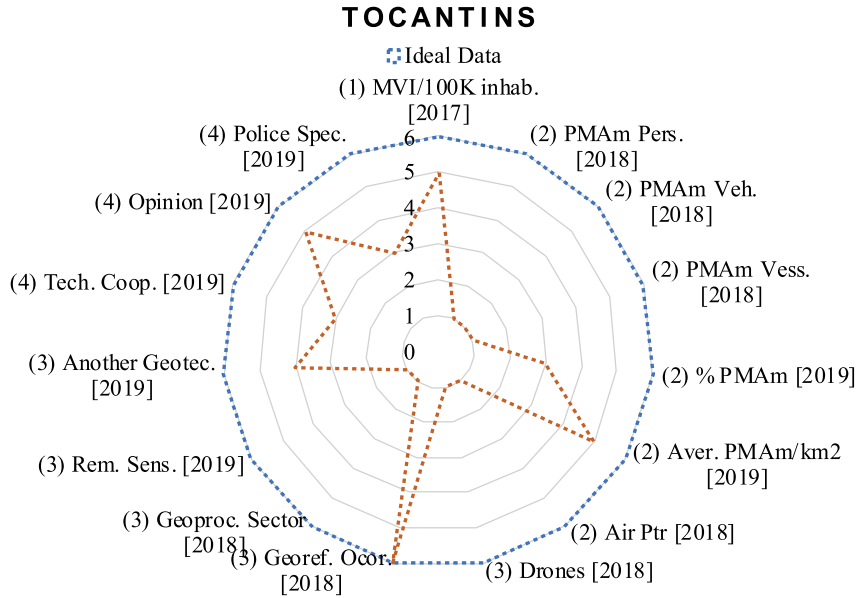 TOCANTINS
Ideal Data
(1) MVI/100K inhab.
[2017]
(2) PMAm Pers.
[2018]
(2) PMAm Veh.
[2018]
(2) PMAm Vess.
[2018]
(2) % PMAm [2019]
(2) Aver. PMAm/km2
[2019]
(2) Air Ptr [2018]
(3) Drones [2018]
(3) Georef. Ocor.
[2018]
(3) Geoproc. Sector
[2018]
(3) Rem. Sens. [2019]
(3) Another Geotec.
[2019]
(4) Tech. Coop. [2019]
(4) Opinion [2019]
(4) Police Spec.
[2019]
6
5
4
3
2
1
0